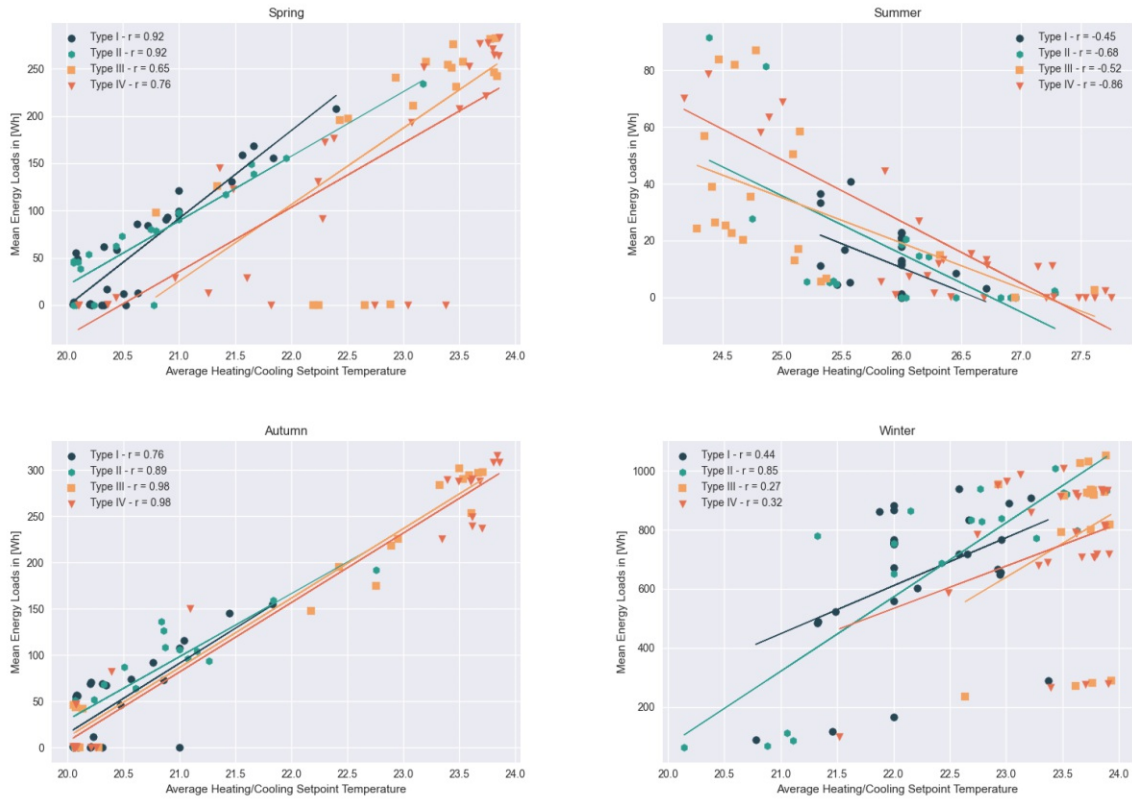 Spring
Type I - r = 0.92
Type II - r = 0.92
Type III - r = 0.65
Type IV - r = 0.76
Mean Energy Loads in [Wh]
250
200
150
100
50
0
20.0 20.5 21.0 21.5 22.0 22.5 23.0 23.5 24.0
Average Heating/Cooling Setpoint Temperature
Summer
Type I - r = -0.45
Type II - r = -0.68
Type III - r = -0.52
Type IV - r = -0.86
Mean Energy Loads in [Wh]
80
60
40
20
0
24.5 25.0 25.5 26.0 26.5 27.0 27.5
Average Heating/Cooling Setpoint Temperature
Autumn
Type I - r = 0.76
Type II - r = 0.89
Type III - r = 0.98
Type IV - r = 0.98
Mean Energy Loads in [Wh]
300
250
200
150
100
50
0
20.0 20.5 21.0 21.5 22.0 22.5 23.0 23.5 24.0
Average Heating/Cooling Setpoint Temperature
Winter
Type I - r = 0.44
Type II - r = 0.85
Type III - r = 0.27
Type IV - r = 0.32
Mean Energy Loads in [Wh]
1000
800
600
400
200
20.0 20.5 21.0 21.5 22.0 22.5 23.0 23.5 24.0
Average Heating/Cooling Setpoint Temperature